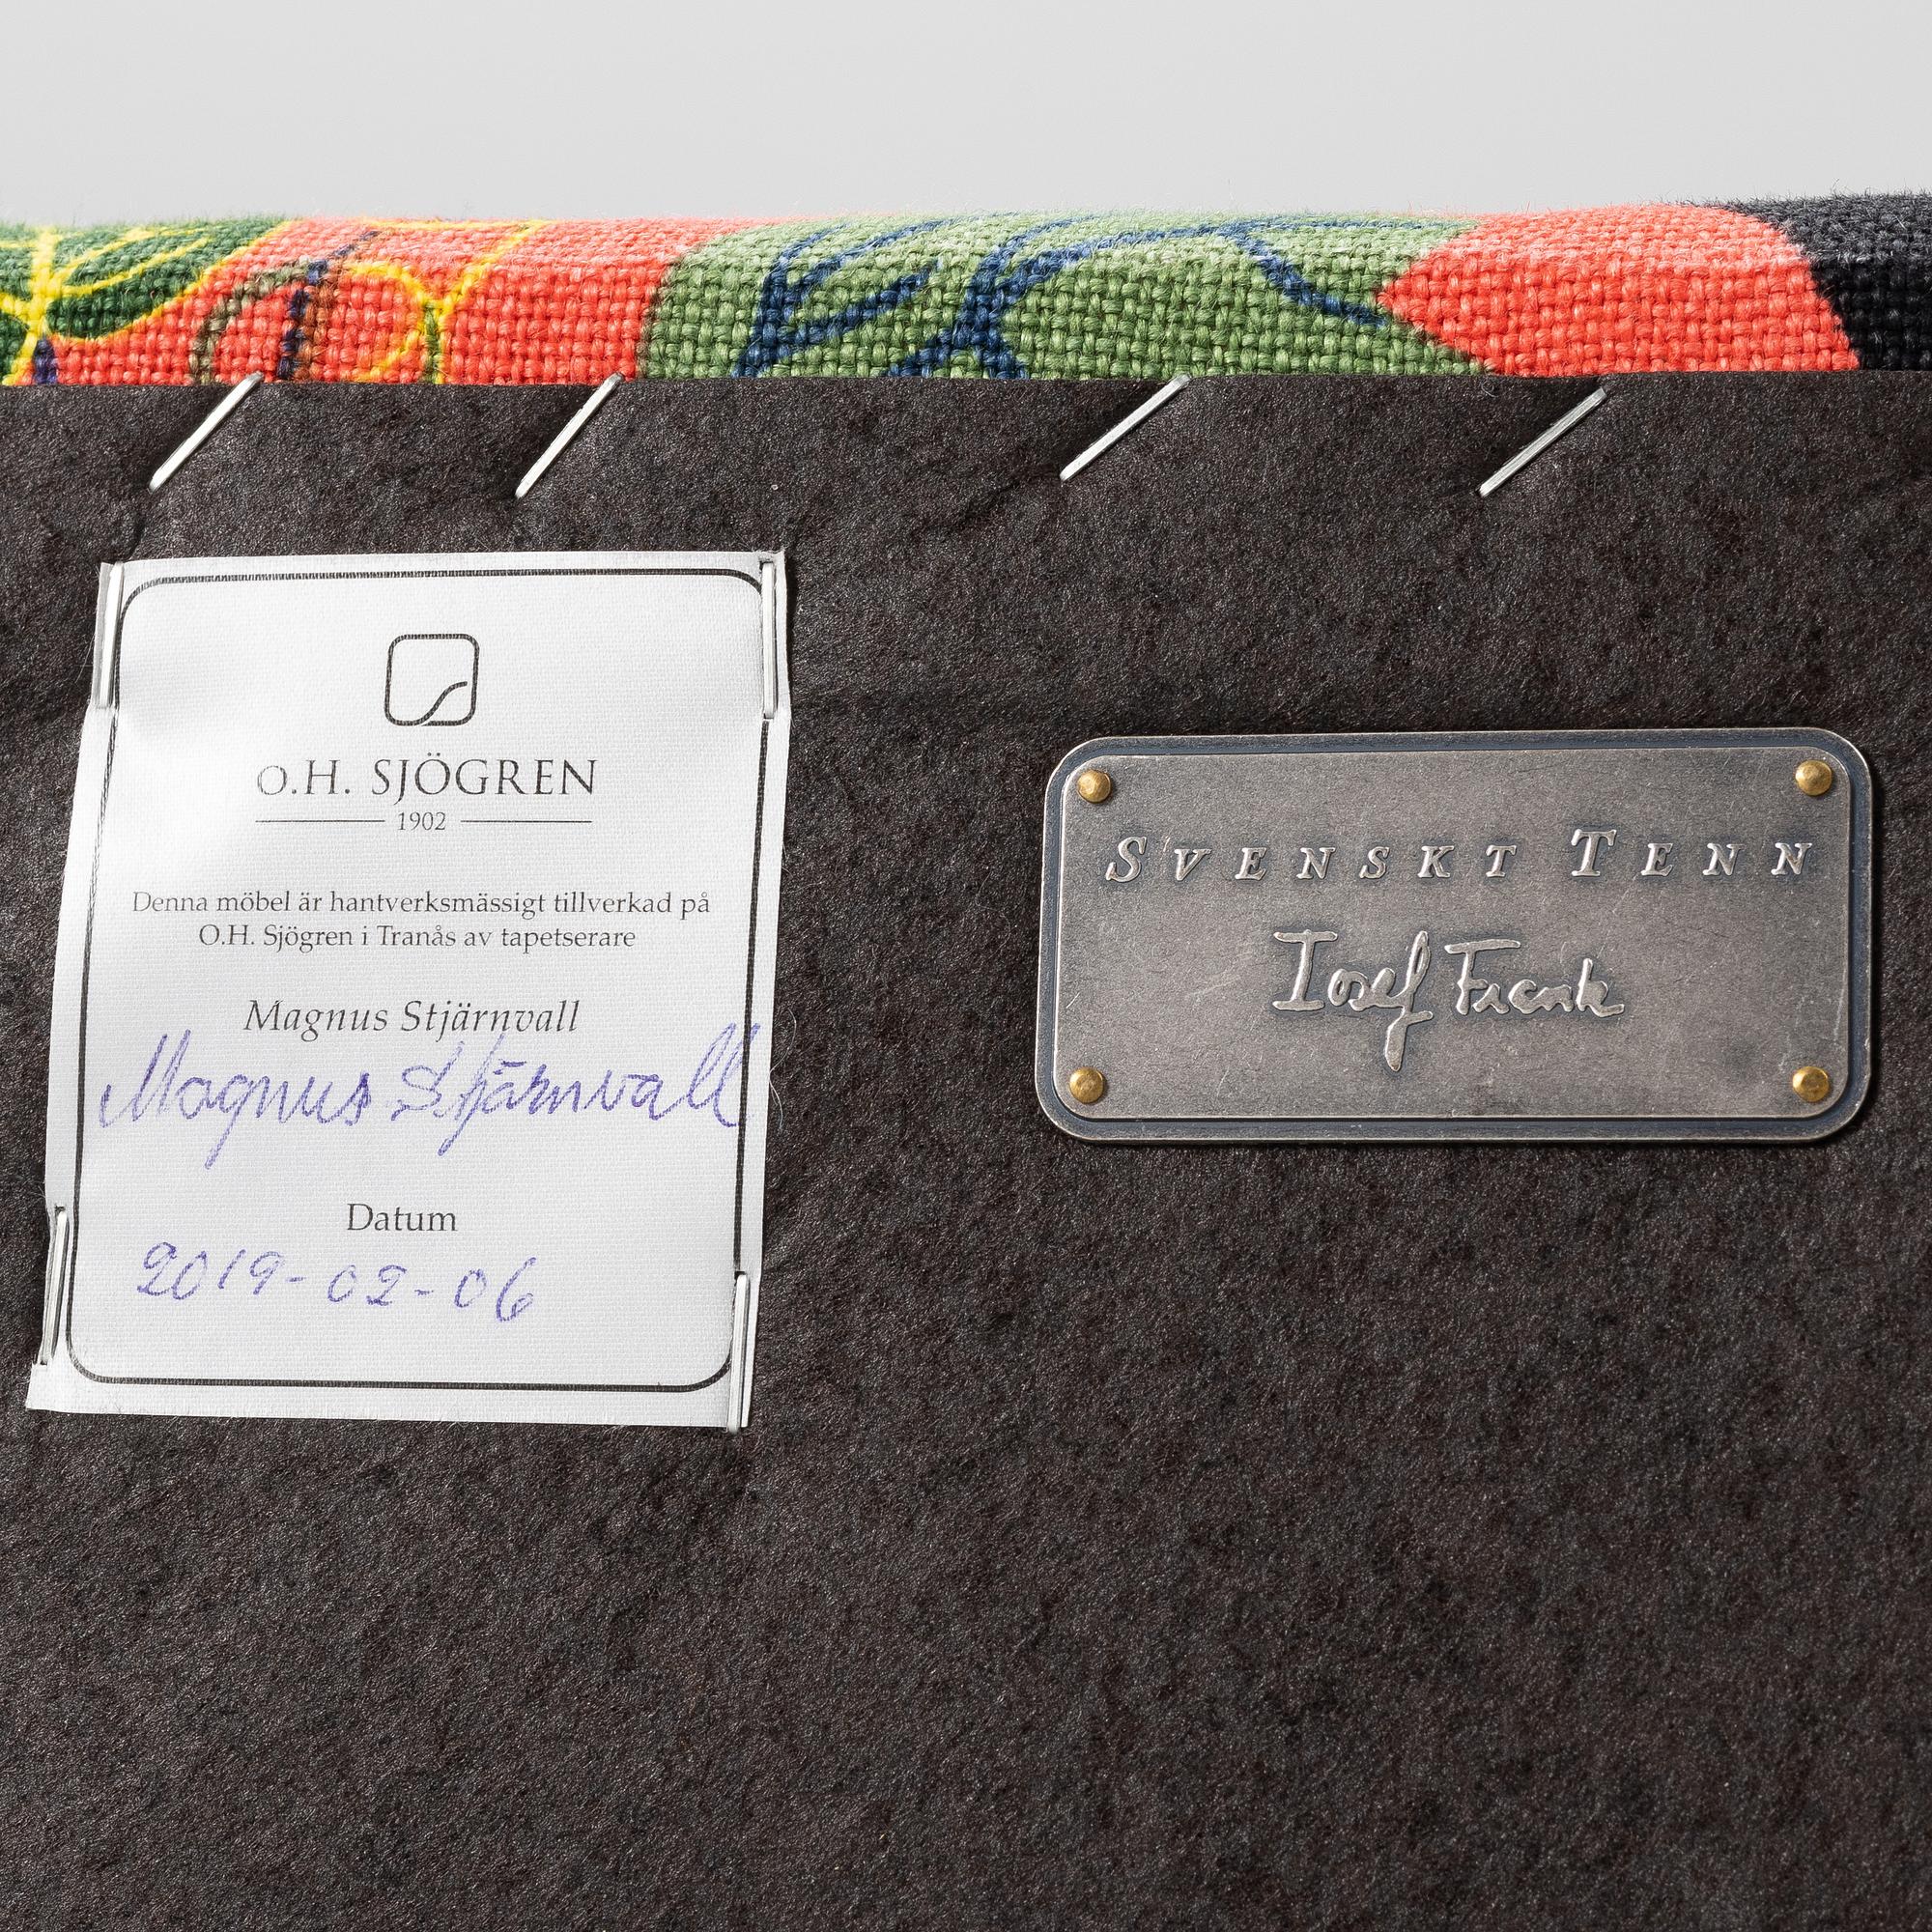 O.H. SJÖGREN
1902
Denna möbel är hantverksmässigt tillverkad på
O.H. Sjögren i Tranås av tapetserare
Magnus Stjärnvall
Magnus Stjärnvall
Datum
2019-02-06
SVENSKT TENN
Josef Frank